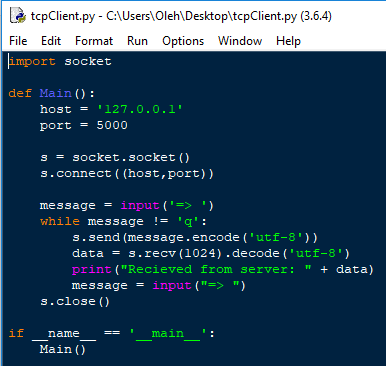 tcpClient.py - C:\Users\Oleh\Desktop\tcpClient.py (3.6.4)
File Edit Format Run Options Window Help
import socket
def Main():
    host = '127.0.0.1'
    port = 5000
    s = socket.socket()
    s.connect((host,port))
    message = input('=> ')
    while message != 'q':
        s.send(message.encode('utf-8'))
        data = s.recv(1024).decode('utf-8')
        print("Recieved from server: " + data)
        message = input("=> ")
    s.close()
if __name__ == '__main__':
    Main()